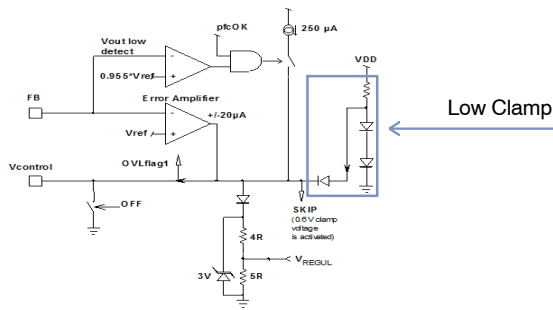 pfcOK
250 µA
Vout low
detect
VDD
0.955*Vref
Low Clamp
FB
Error Amplifier
+/-20µA
Vref
Vcontrol
OVLflag1
OFF
SKIP
(0.6V clamp
voltage
is activated)
4R
VREGUL
3V
5R